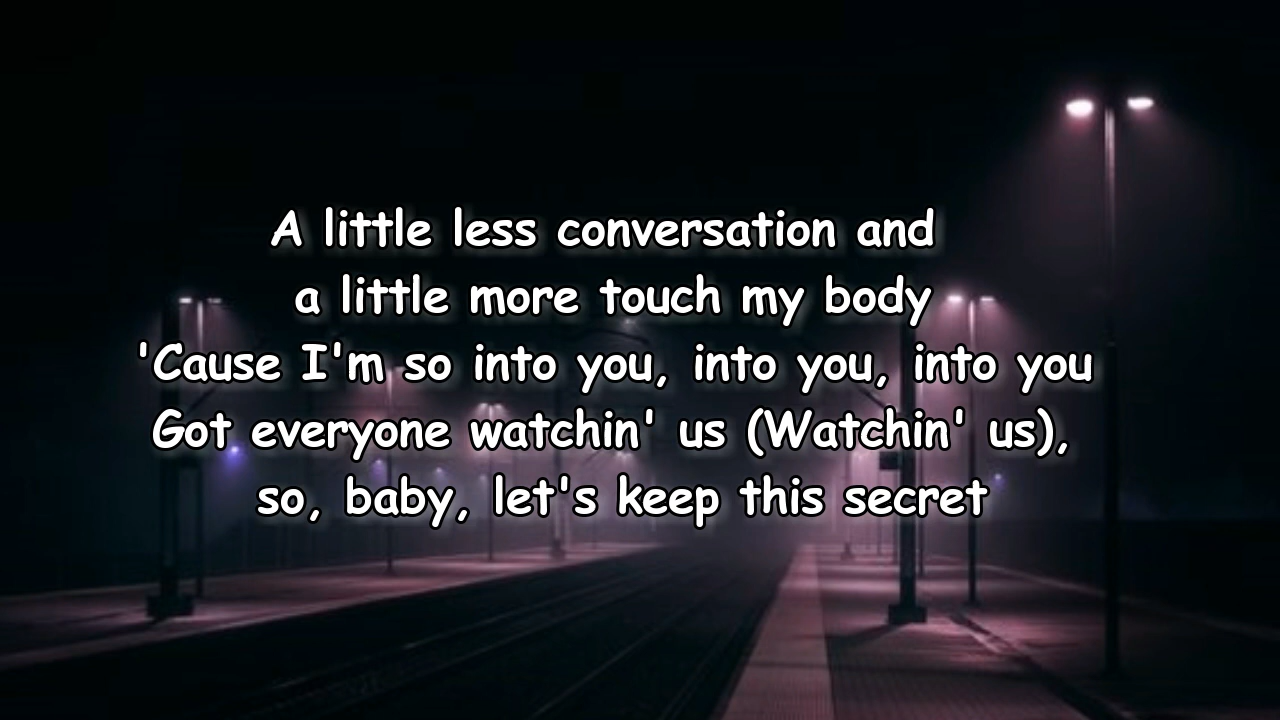 A little less conversation and
a little more touch my body
'Cause I'm so into you, into you, into you
Got everyone watchin' us (Watchin' us),
so, baby, let's keep this secret